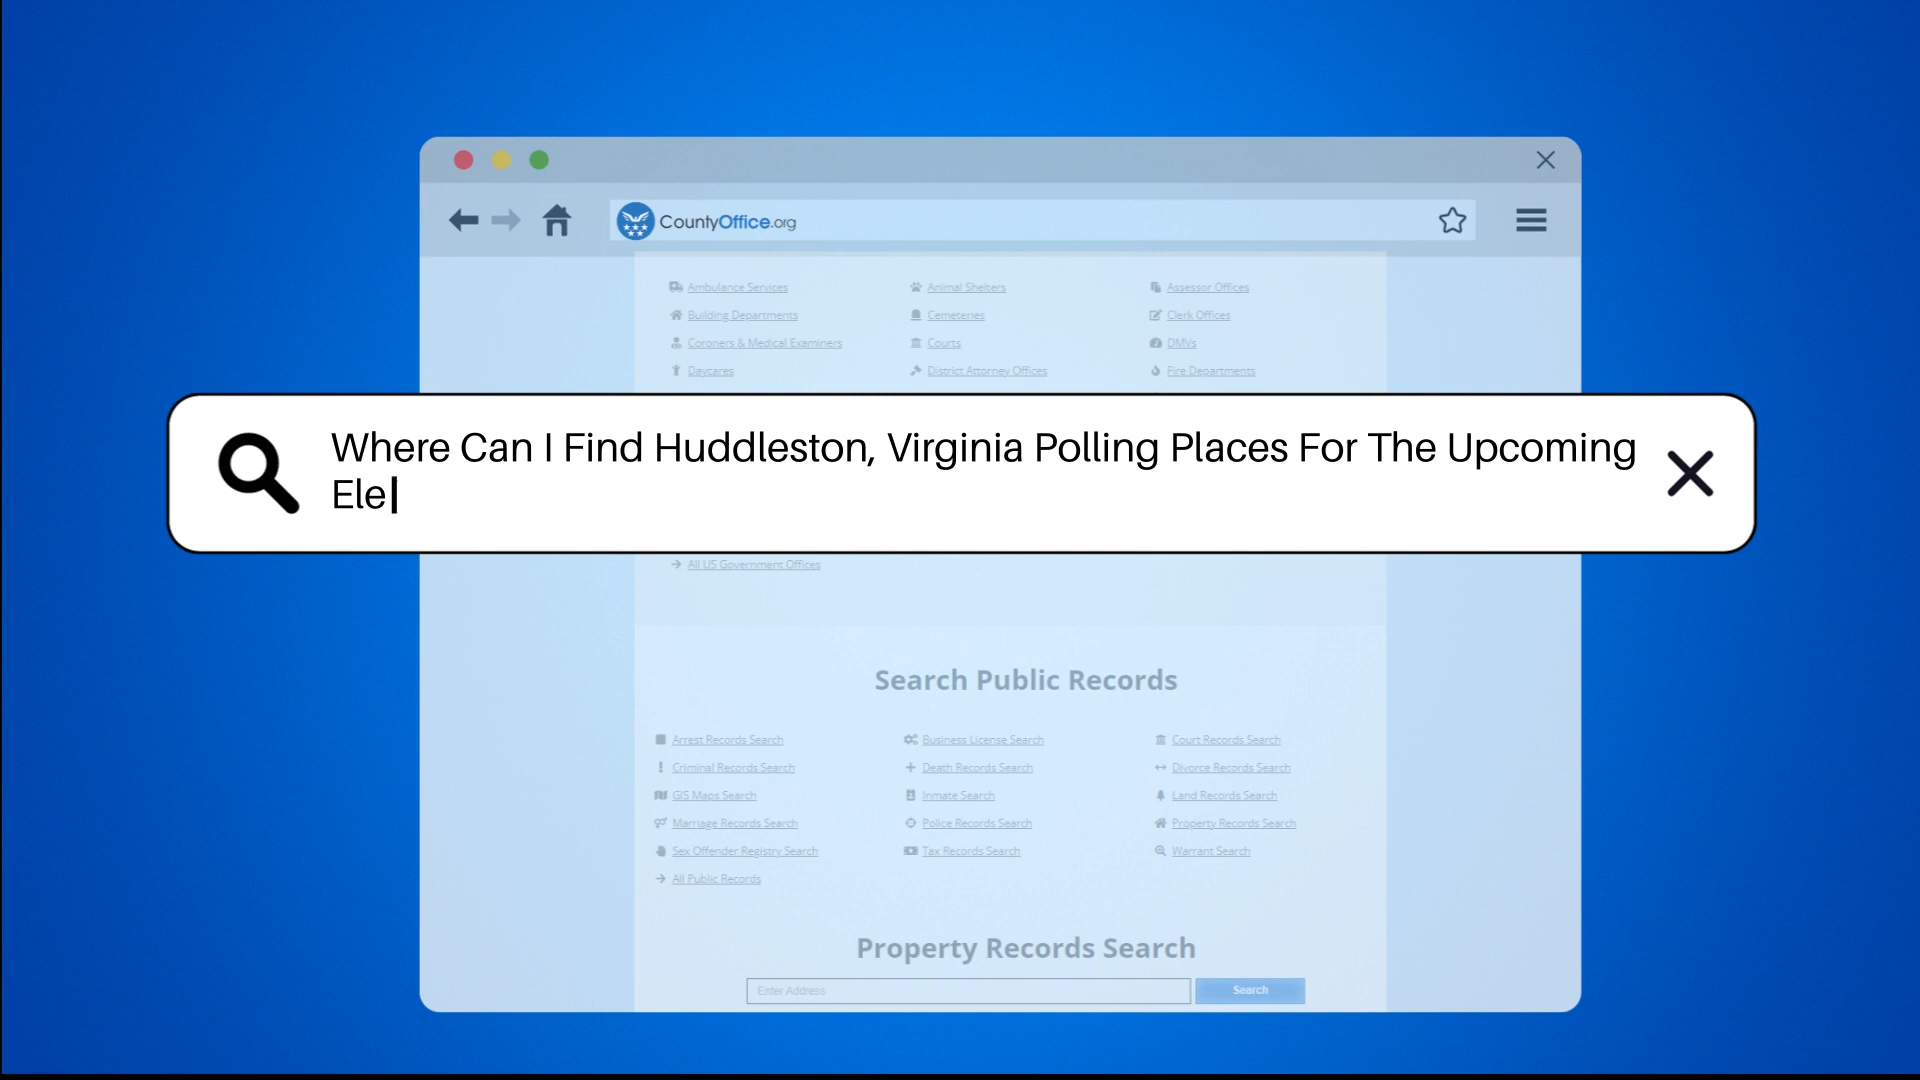 CountyOffice.org
Ambulance Services Animal Shelters Assessor Offices
Building Departments Cemeteries Clerk Offices
Coroners & Medical Examiners Courts DMVs
Daycares District Attorney Offices Fire Departments
Where Can I Find Huddleston, Virginia Polling Places For The Upcoming
Ele
All US Government Offices
Search Public Records
Arrest Records Search Business License Search Court Records Search
Criminal Records Search Death Records Search Divorce Records Search
GIS Maps Search Inmate Search Land Records Search
Marriage Records Search Police Records Search Property Records Search
Sex Offender Registry Search Tax Records Search Warrant Search
All Public Records
Property Records Search
Enter Address Search